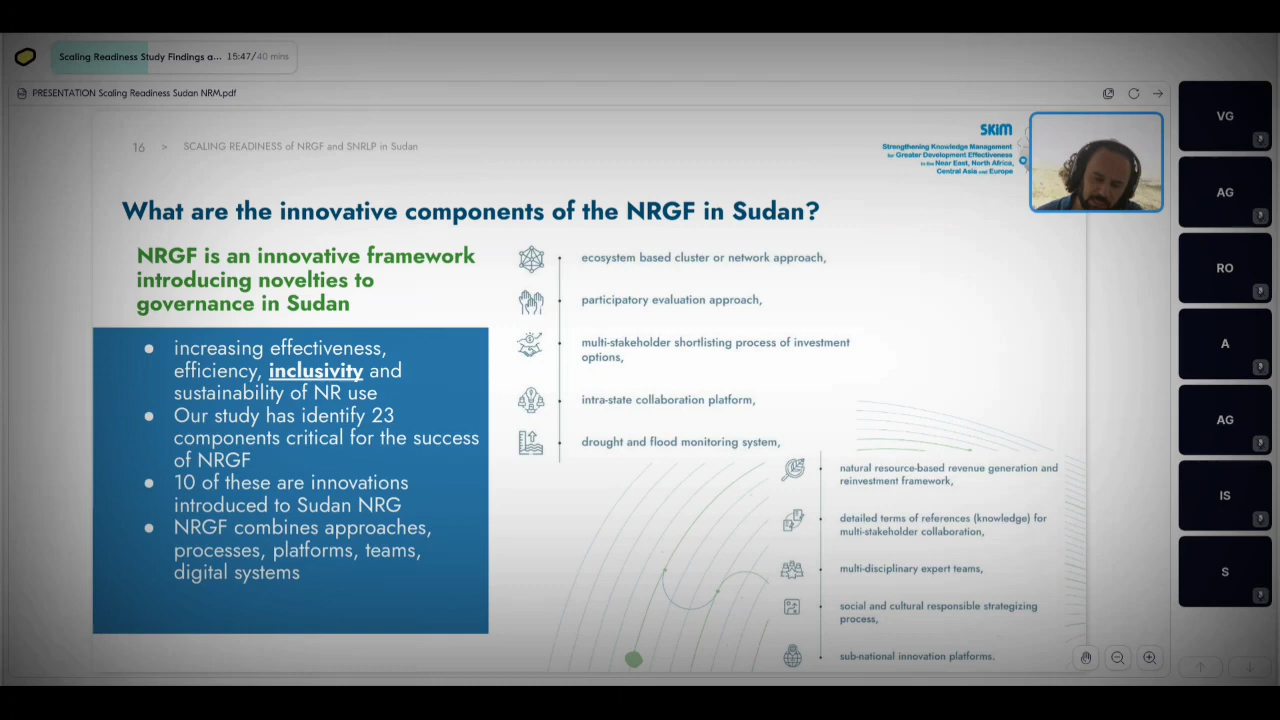 Scaling Readiness Study Findings a... 15:47/40 mins
PRESENTATION Scaling Readiness Sudan NRM.pdf
16 > SCALING READINESS of NRGF and SNRLP in Sudan
SKIM
Strengthening Knowledge Management
for Greater Development Effectiveness
in the Near East, North Africa,
Central Asia and Europe
What are the innovative components of the NRGF in Sudan?
NRGF is an innovative framework
introducing novelties to
governance in Sudan
● increasing effectiveness,
efficiency, inclusivity and
sustainability of NR use
● Our study has identify 23
components critical for the success
of NRGF
● 10 of these are innovations
introduced to Sudan NRG
● NRGF combines approaches,
processes, platforms, teams,
digital systems
ecosystem based cluster or network approach,
participatory evaluation approach,
multi-stakeholder shortlisting process of investment
options,
intra-state collaboration platform,
drought and flood monitoring system,
natural resource-based revenue generation and
reinvestment framework,
detailed terms of references (knowledge) for
multi-stakeholder collaboration,
multi-disciplinary expert teams,
social and cultural responsible strategizing
process,
sub-national innovation platforms.
VG
AG
RO
A
AG
IS
S